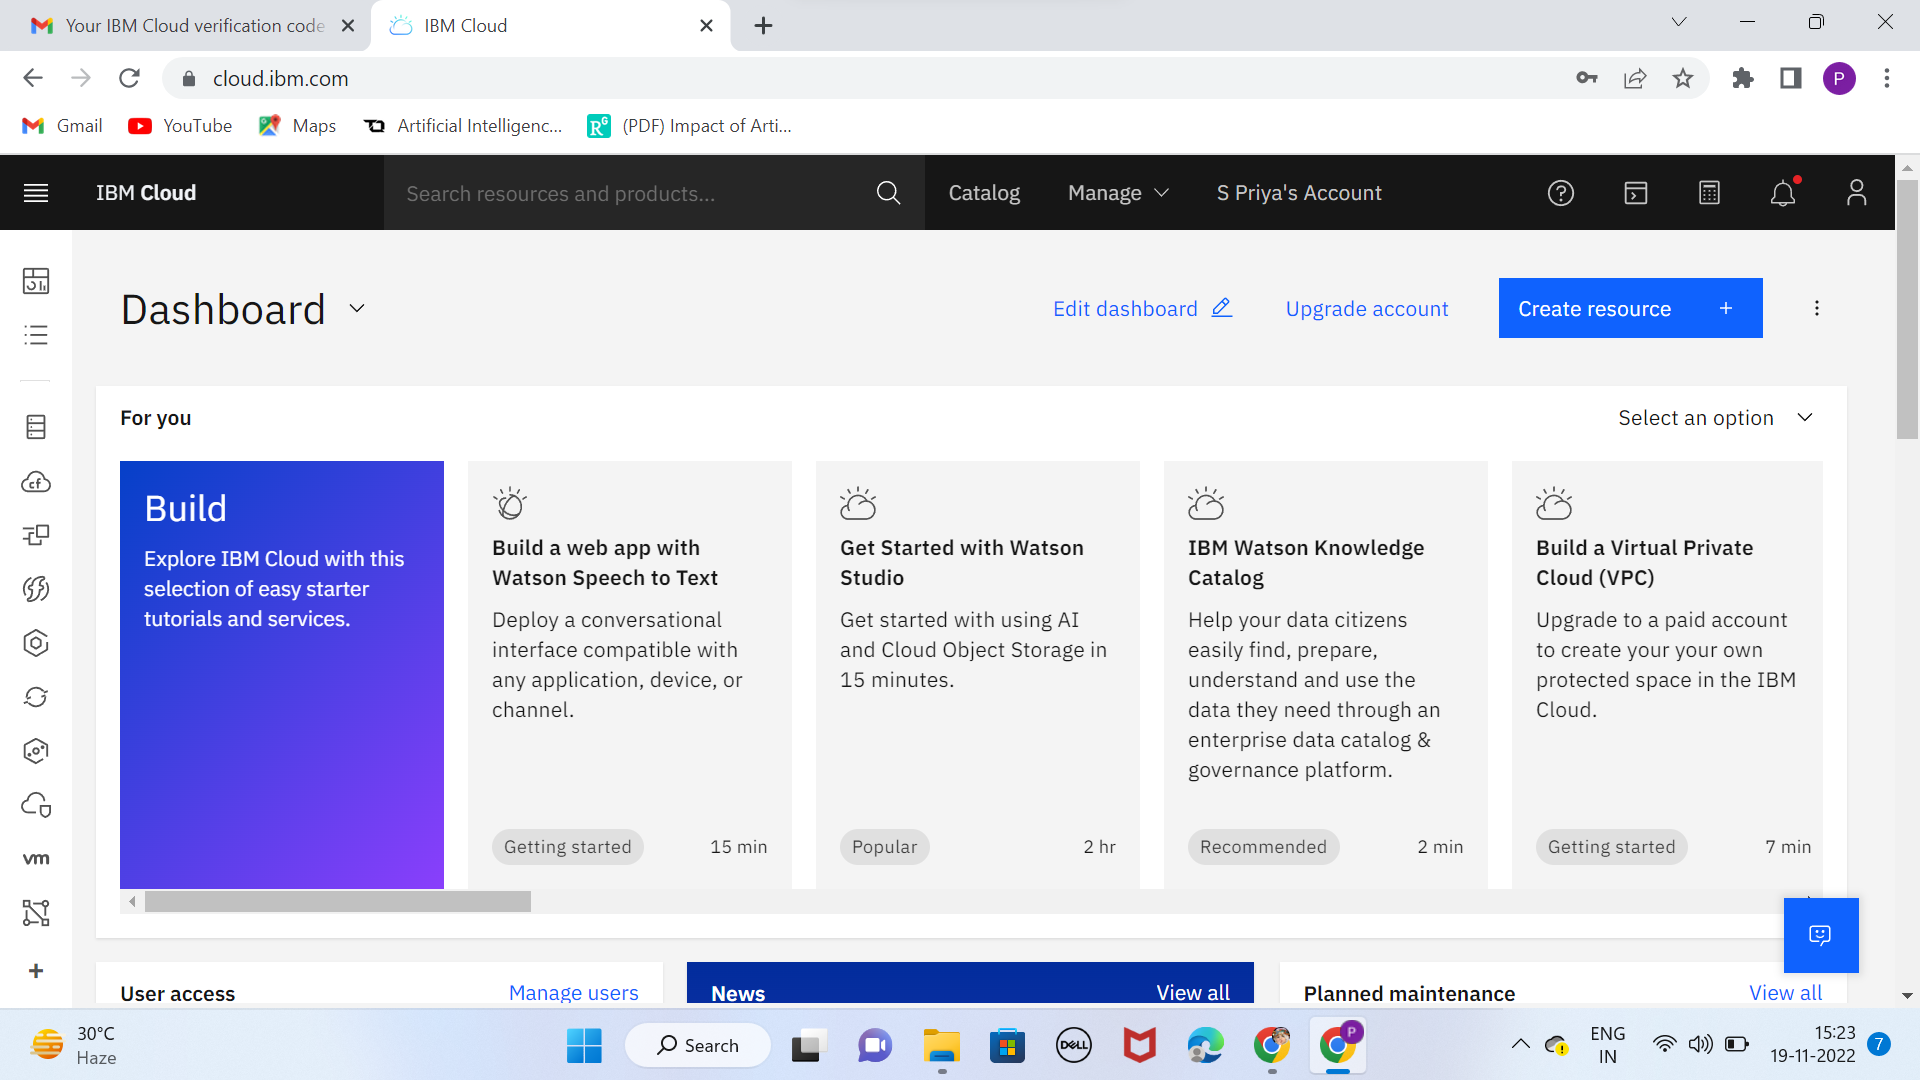 Your IBM Cloud verification code
IBM Cloud
cloud.ibm.com
P
Gmail
YouTube
Maps
Artificial Intelligenc...
(PDF) Impact of Arti...
IBM Cloud
Search resources and products...
Catalog
Manage
S Priya's Account
Dashboard
Edit dashboard
Upgrade account
Create resource +
For you
Select an option
Build
Explore IBM Cloud with this
selection of easy starter
tutorials and services.
Build a web app with
Watson Speech to Text
Deploy a conversational
interface compatible with
any application, device, or
channel.
Getting started
15 min
Get Started with Watson
Studio
Get started with using AI
and Cloud Object Storage in
15 minutes.
Popular
2 hr
IBM Watson Knowledge
Catalog
Help your data citizens
easily find, prepare,
understand and use the
data they need through an
enterprise data catalog &
governance platform.
Recommended
2 min
Build a Virtual Private
Cloud (VPC)
Upgrade to a paid account
to create your your own
protected space in the IBM
Cloud.
Getting started
7 min
cf
vm
User access
Manage users
News
View all
Planned maintenance
View all
30°C
Haze
Search
DELL
P
ENG
IN
15:23
19-11-2022
7